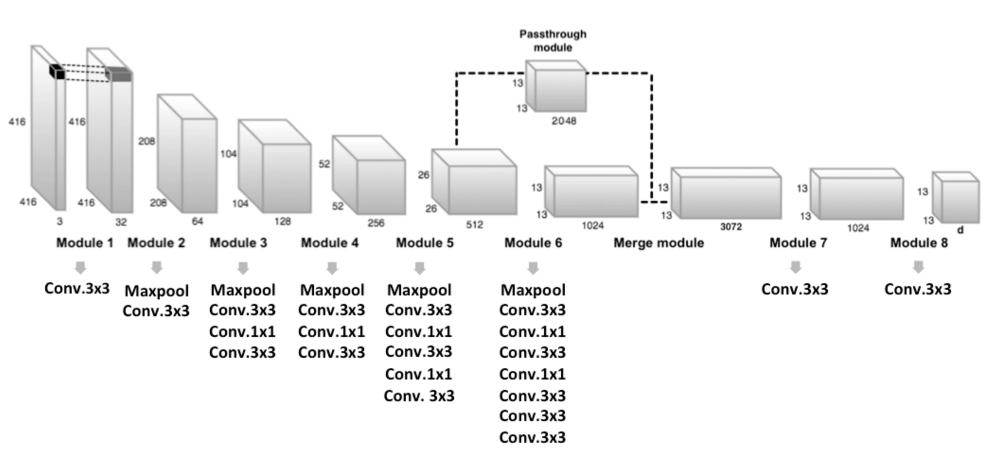 Passthrough
module
13
13
2048
416
416
3
416
416
32
208
208
64
104
104
128
52
52
256
26
26
512
13
13
1024
13
13
3072
13
13
1024
13
13
d
Module 1
Module 2
Module 3
Module 4
Module 5
Module 6
Merge module
Module 7
Module 8
Conv.3x3
Maxpool
Conv.3x3
Maxpool
Conv.3x3
Conv.1x1
Conv.3x3
Maxpool
Conv.3x3
Conv.1x1
Conv.3x3
Maxpool
Conv.3x3
Conv.1x1
Conv.3x3
Conv.1x1
Conv. 3x3
Maxpool
Conv.3x3
Conv.1x1
Conv.3x3
Conv.1x1
Conv.3x3
Conv.3x3
Conv.3x3
Conv.3x3
Conv.3x3